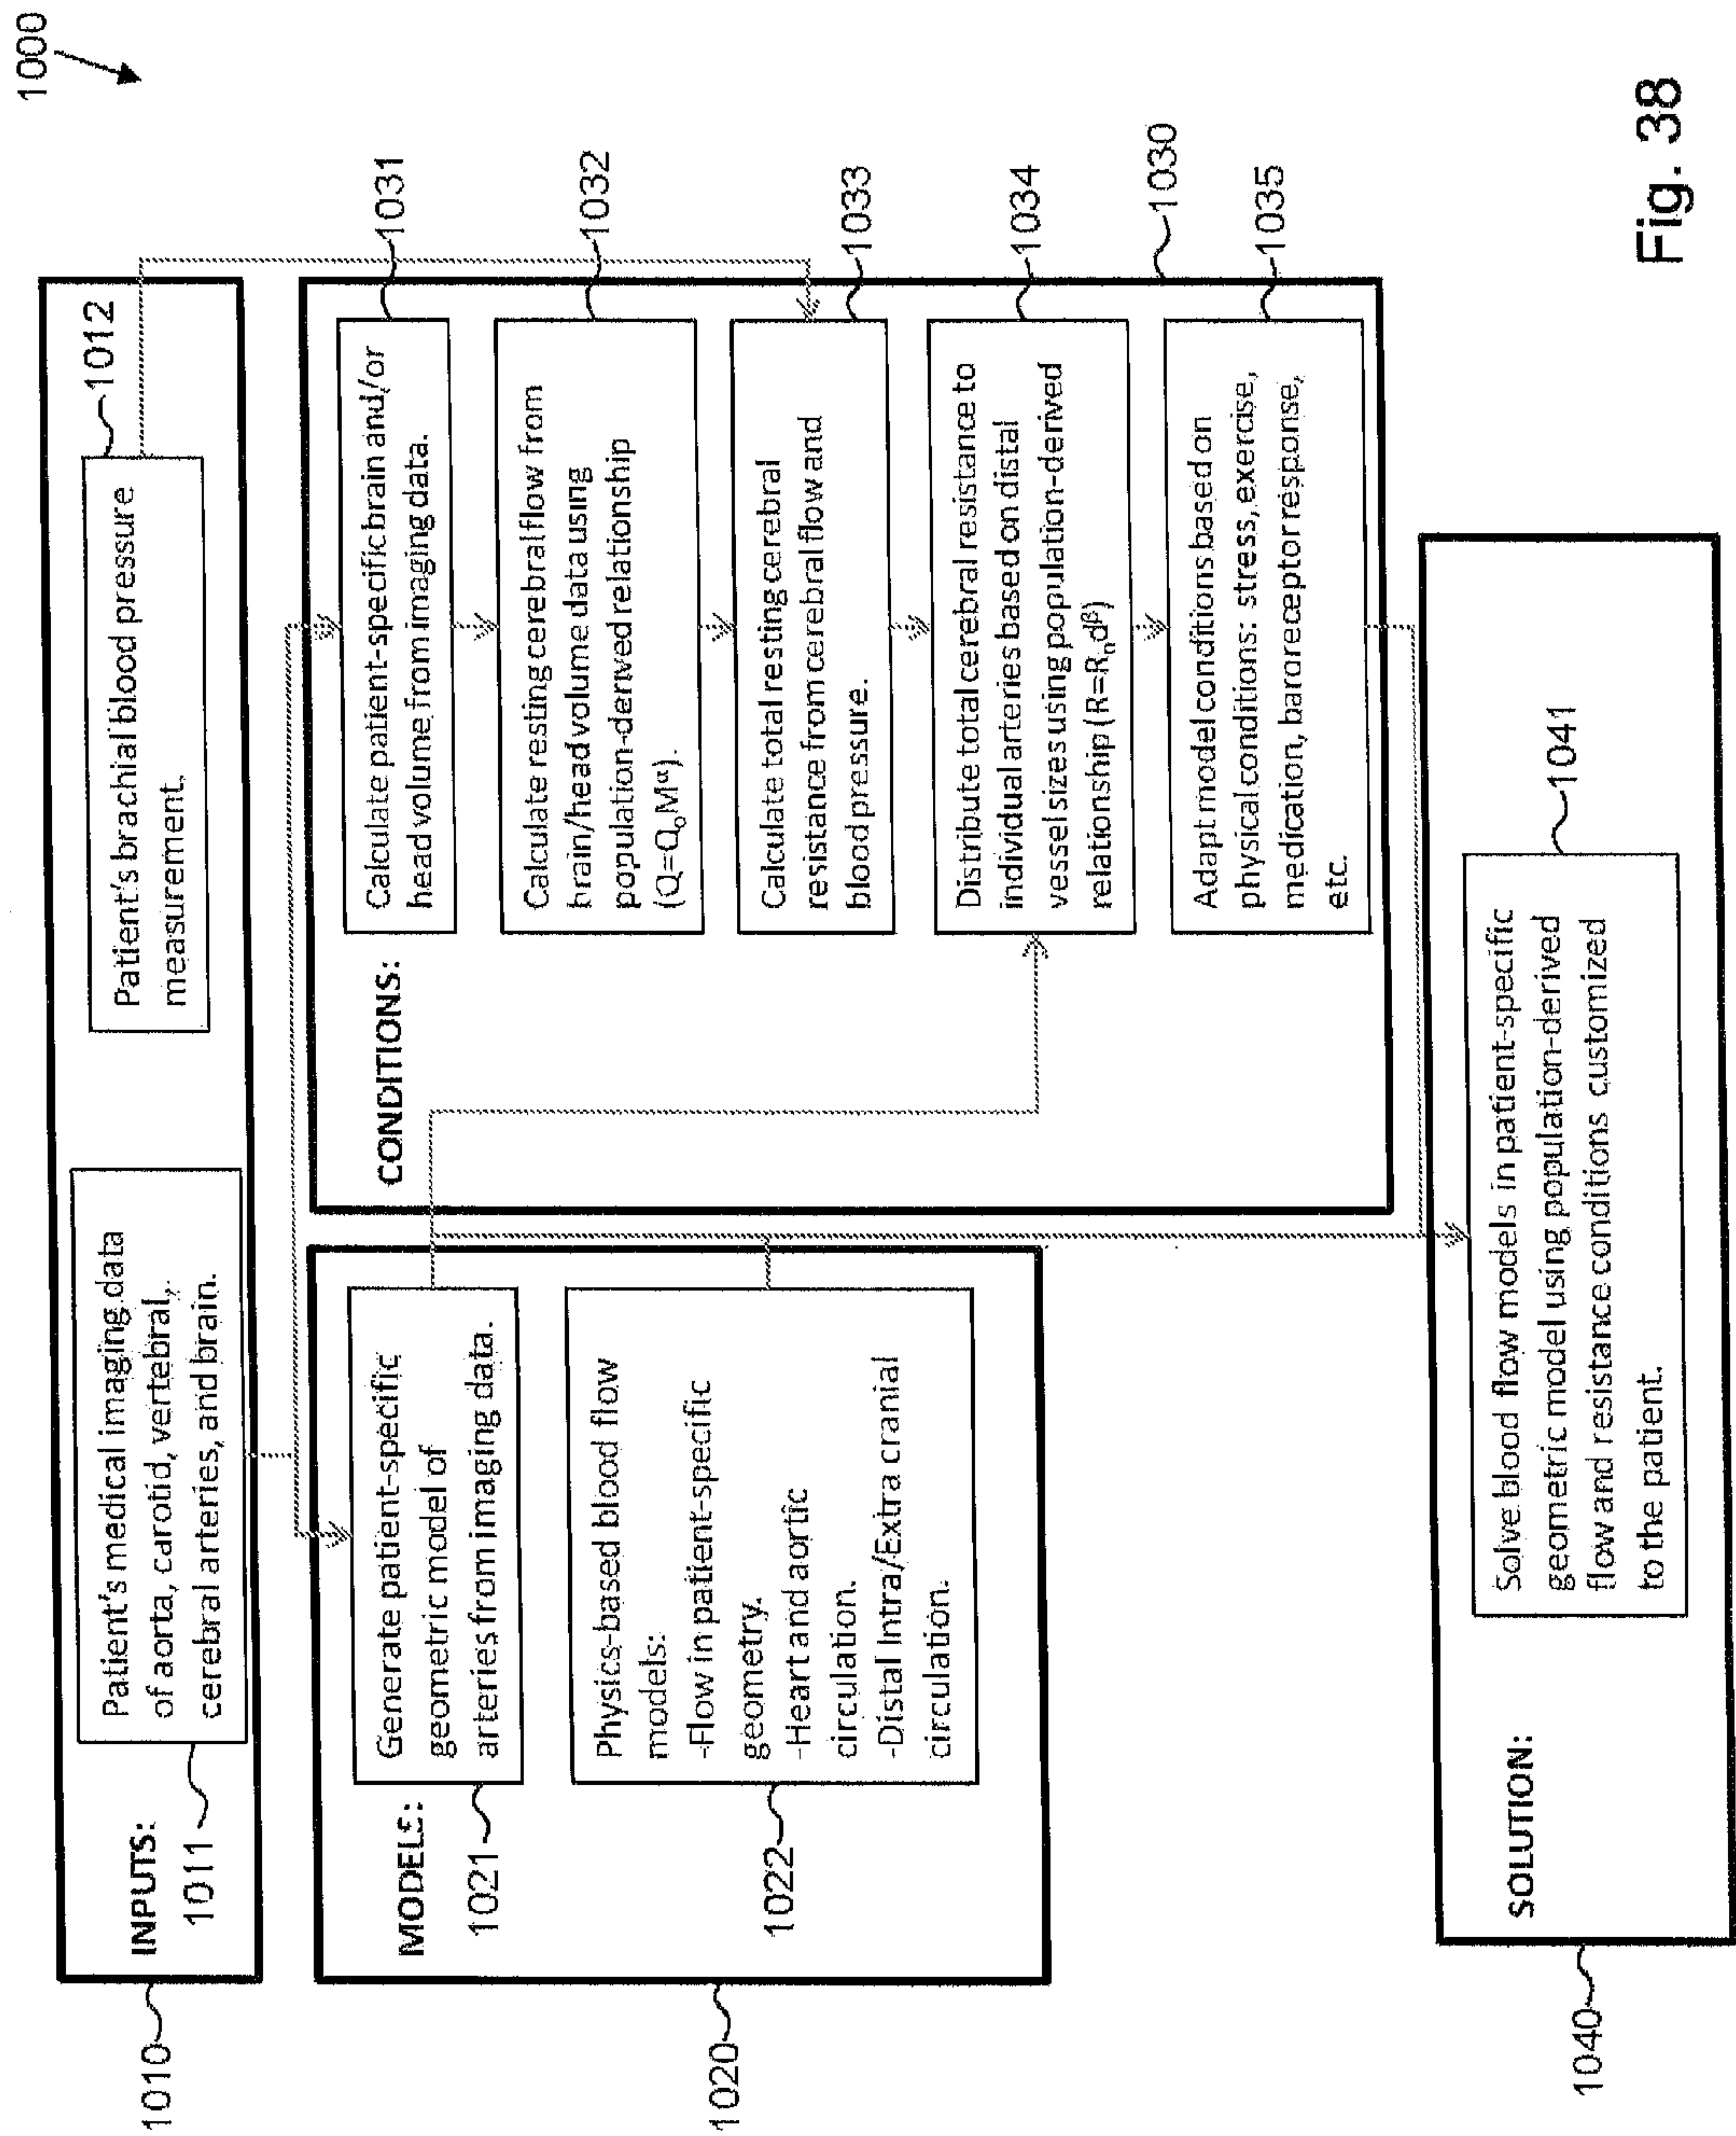 1000
1010
INPUTS:
1011
Patient's medical imaging data
of aorta, carotid, vertebral,
cerebral arteries, and brain.
Patient's brachial blood pressure
measurement.
1012
1020
MODELS:
1021
Generate patient-specific
geometric model of
arteries from imaging data.
1022
Physics-based blood flow
models:
-Flow in patient-specific
geometry.
-Heart and aortic
circulation.
-Distal Intra/Extra cranial
circulation.
CONDITIONS:
Calculate patient-specific brain and/or
head volume from imaging data.
1031
Calculate resting cerebral flow from
brain/head volume data using
population-derived relationship
(Q=QₒMᵅ).
1032
Calculate total resting cerebral
resistance from cerebral flow and
blood pressure.
1033
Distribute total cerebral resistance to
individual arteries based on distal
vessel sizes using population-derived
relationship (R=Rₙdᵝ)
1034
1030
Adapt model conditions based on
physical conditions: stress, exercise,
medication, baroreceptor response,
etc.
1035
1040
SOLUTION:
Solve blood flow models in patient-specific
geometric model using population-derived
flow and resistance conditions customized
to the patient.
1041
Fig. 38